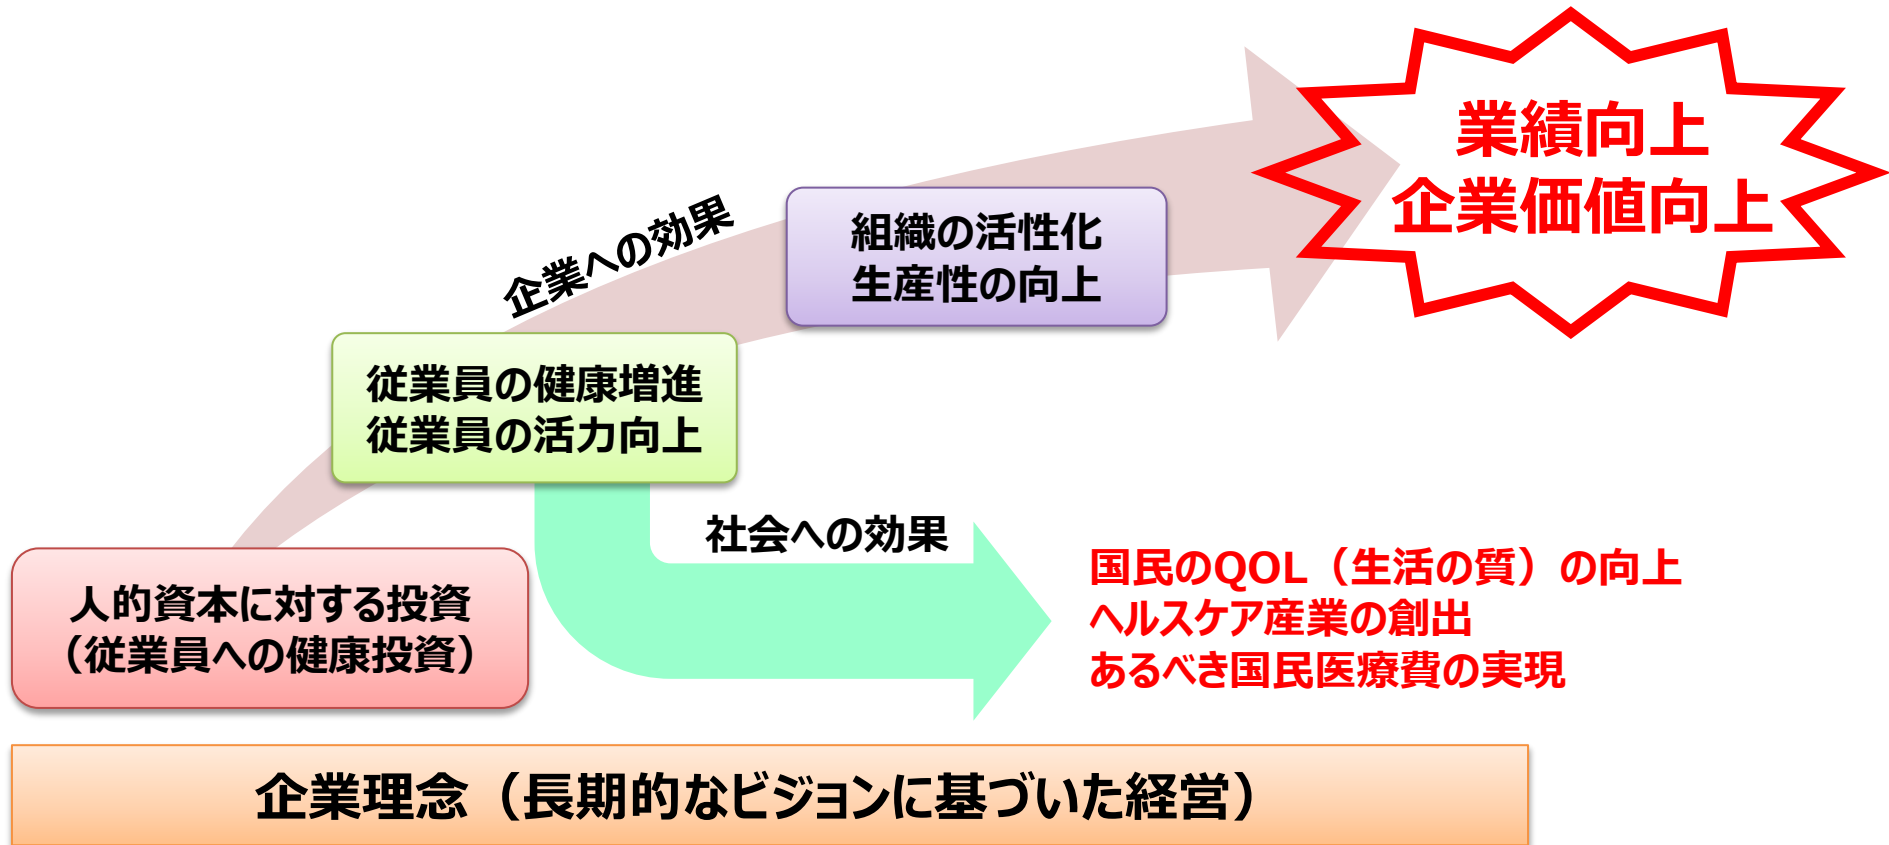 業績向上
企業価値向上
企業への効果
組織の活性化
生産性の向上
従業員の健康増進
従業員の活力向上
社会への効果
国民のQOL（生活の質）の向上
ヘルスケア産業の創出
あるべき国民医療費の実現
人的資本に対する投資
（従業員への健康投資）
企業理念（長期的なビジョンに基づいた経営）